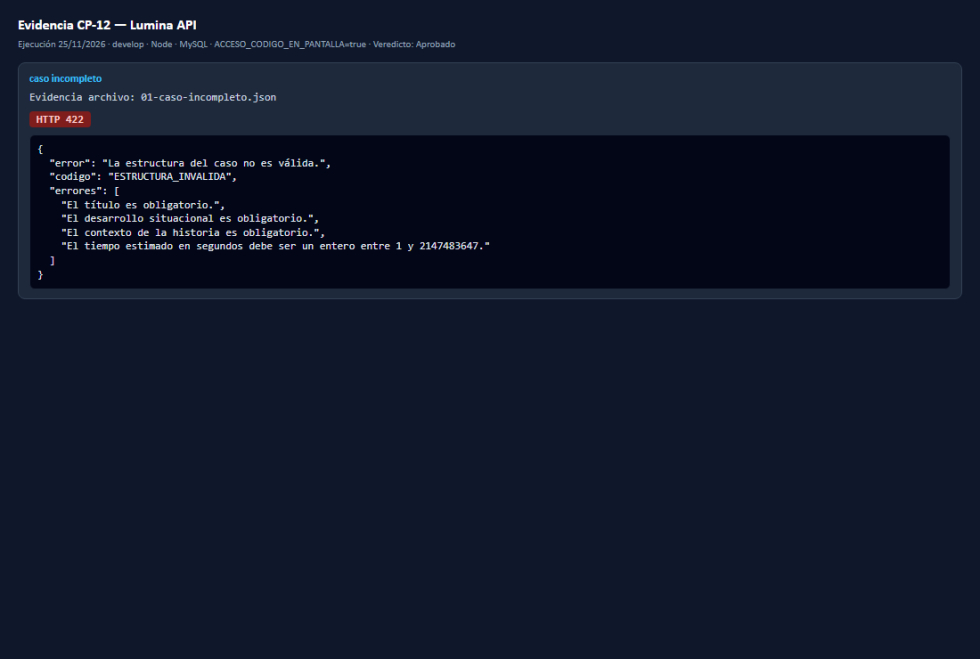 Evidencia CP-12 — Lumina API
Ejecución 25/11/2026 · develop · Node · MySQL · ACCESO_CODIGO_EN_PANTALLA=true · Veredicto: Aprobado
caso incompleto
Evidencia archivo: 01-caso-incompleto.json
HTTP 422
{
  "error": "La estructura del caso no es válida.",
  "codigo": "ESTRUCTURA_INVALIDA",
  "errores": [
    "El título es obligatorio.",
    "El desarrollo situacional es obligatorio.",
    "El contexto de la historia es obligatorio.",
    "El tiempo estimado en segundos debe ser un entero entre 1 y 2147483647."
  ]
}